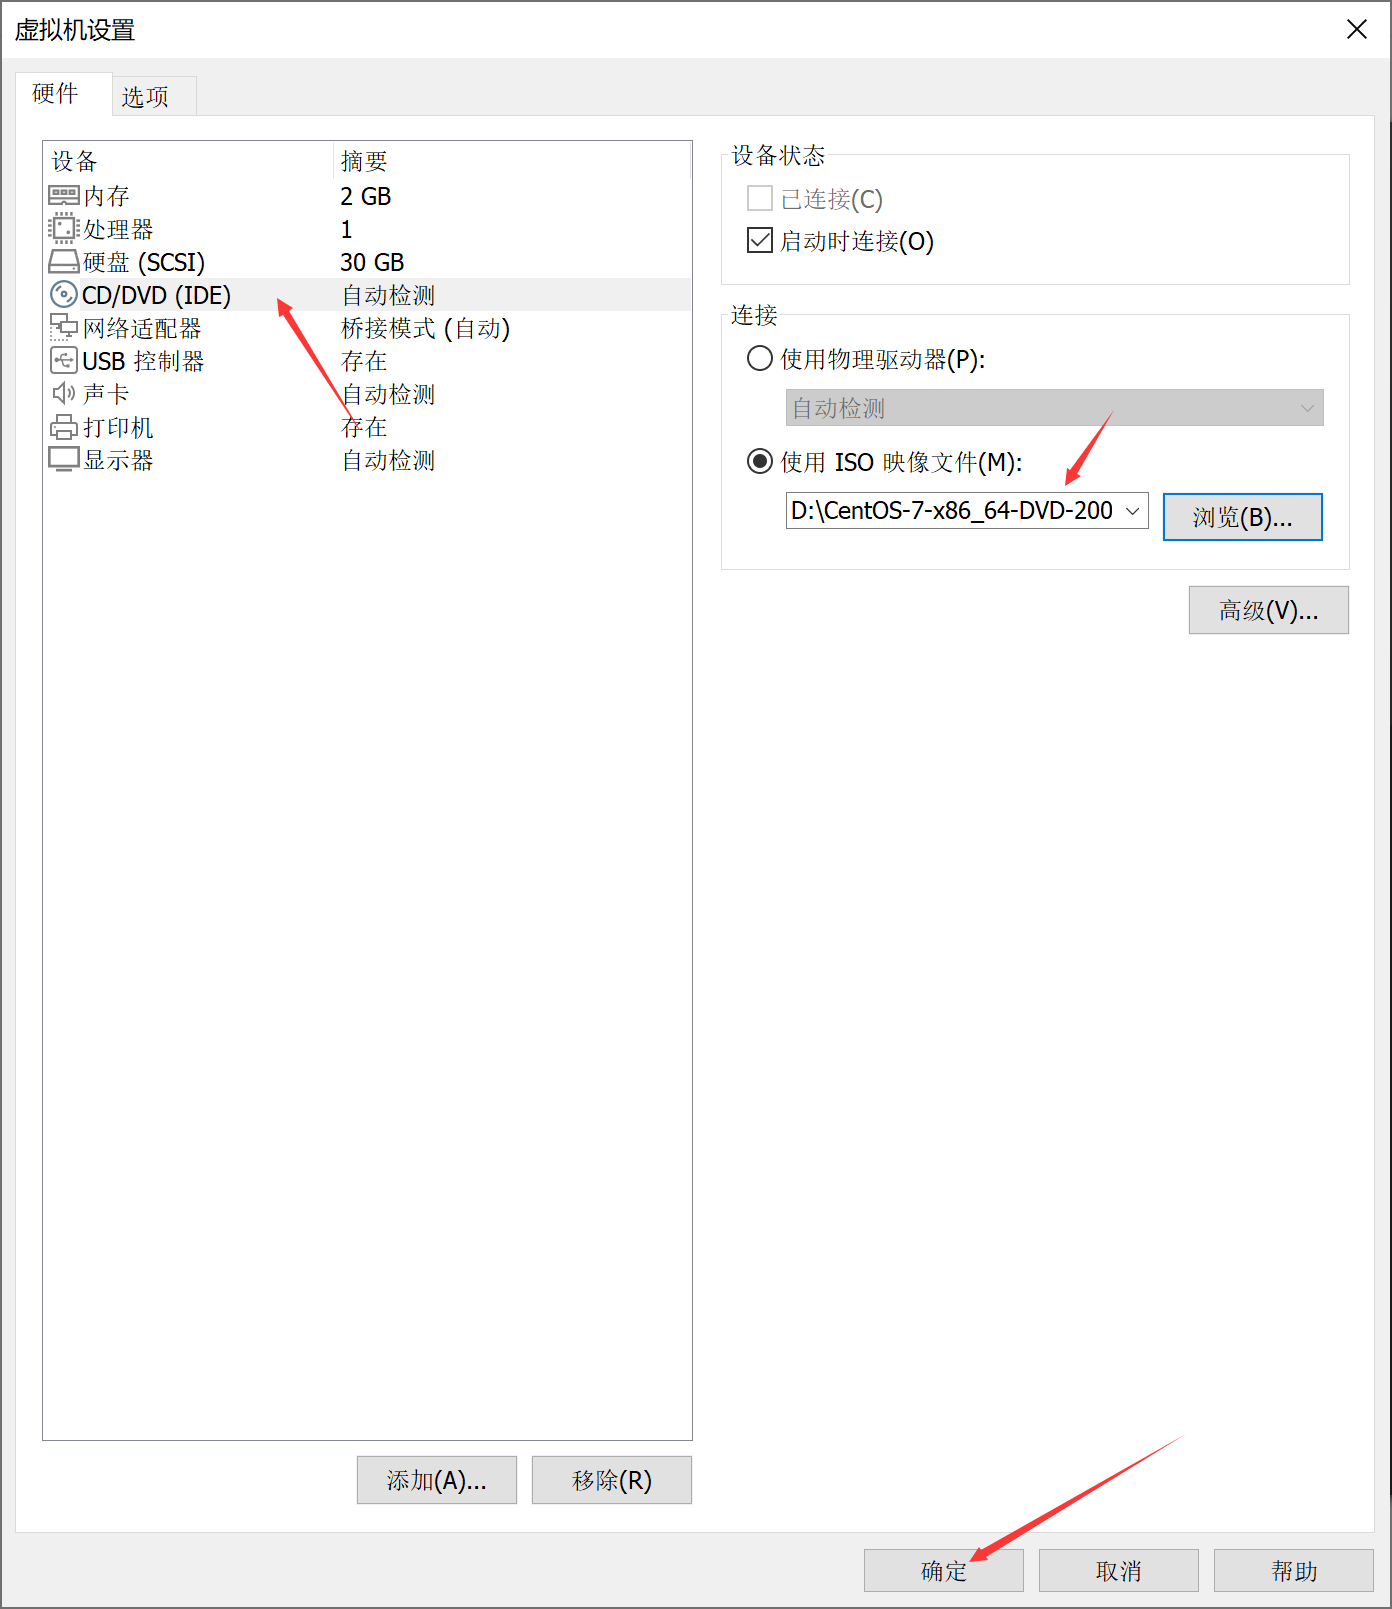 虚拟机设置
硬件
选项
设备 摘要
内存 2 GB
处理器 1
硬盘 (SCSI) 30 GB
CD/DVD (IDE) 自动检测
网络适配器 桥接模式 (自动)
USB 控制器 存在
声卡 自动检测
打印机 存在
显示器 自动检测
添加(A)...
移除(R)
设备状态
已连接(C)
启动时连接(O)
连接
使用物理驱动器(P):
自动检测
使用 ISO 映像文件(M):
D:\CentOS-7-x86_64-DVD-200
浏览(B)...
高级(V)...
确定
取消
帮助